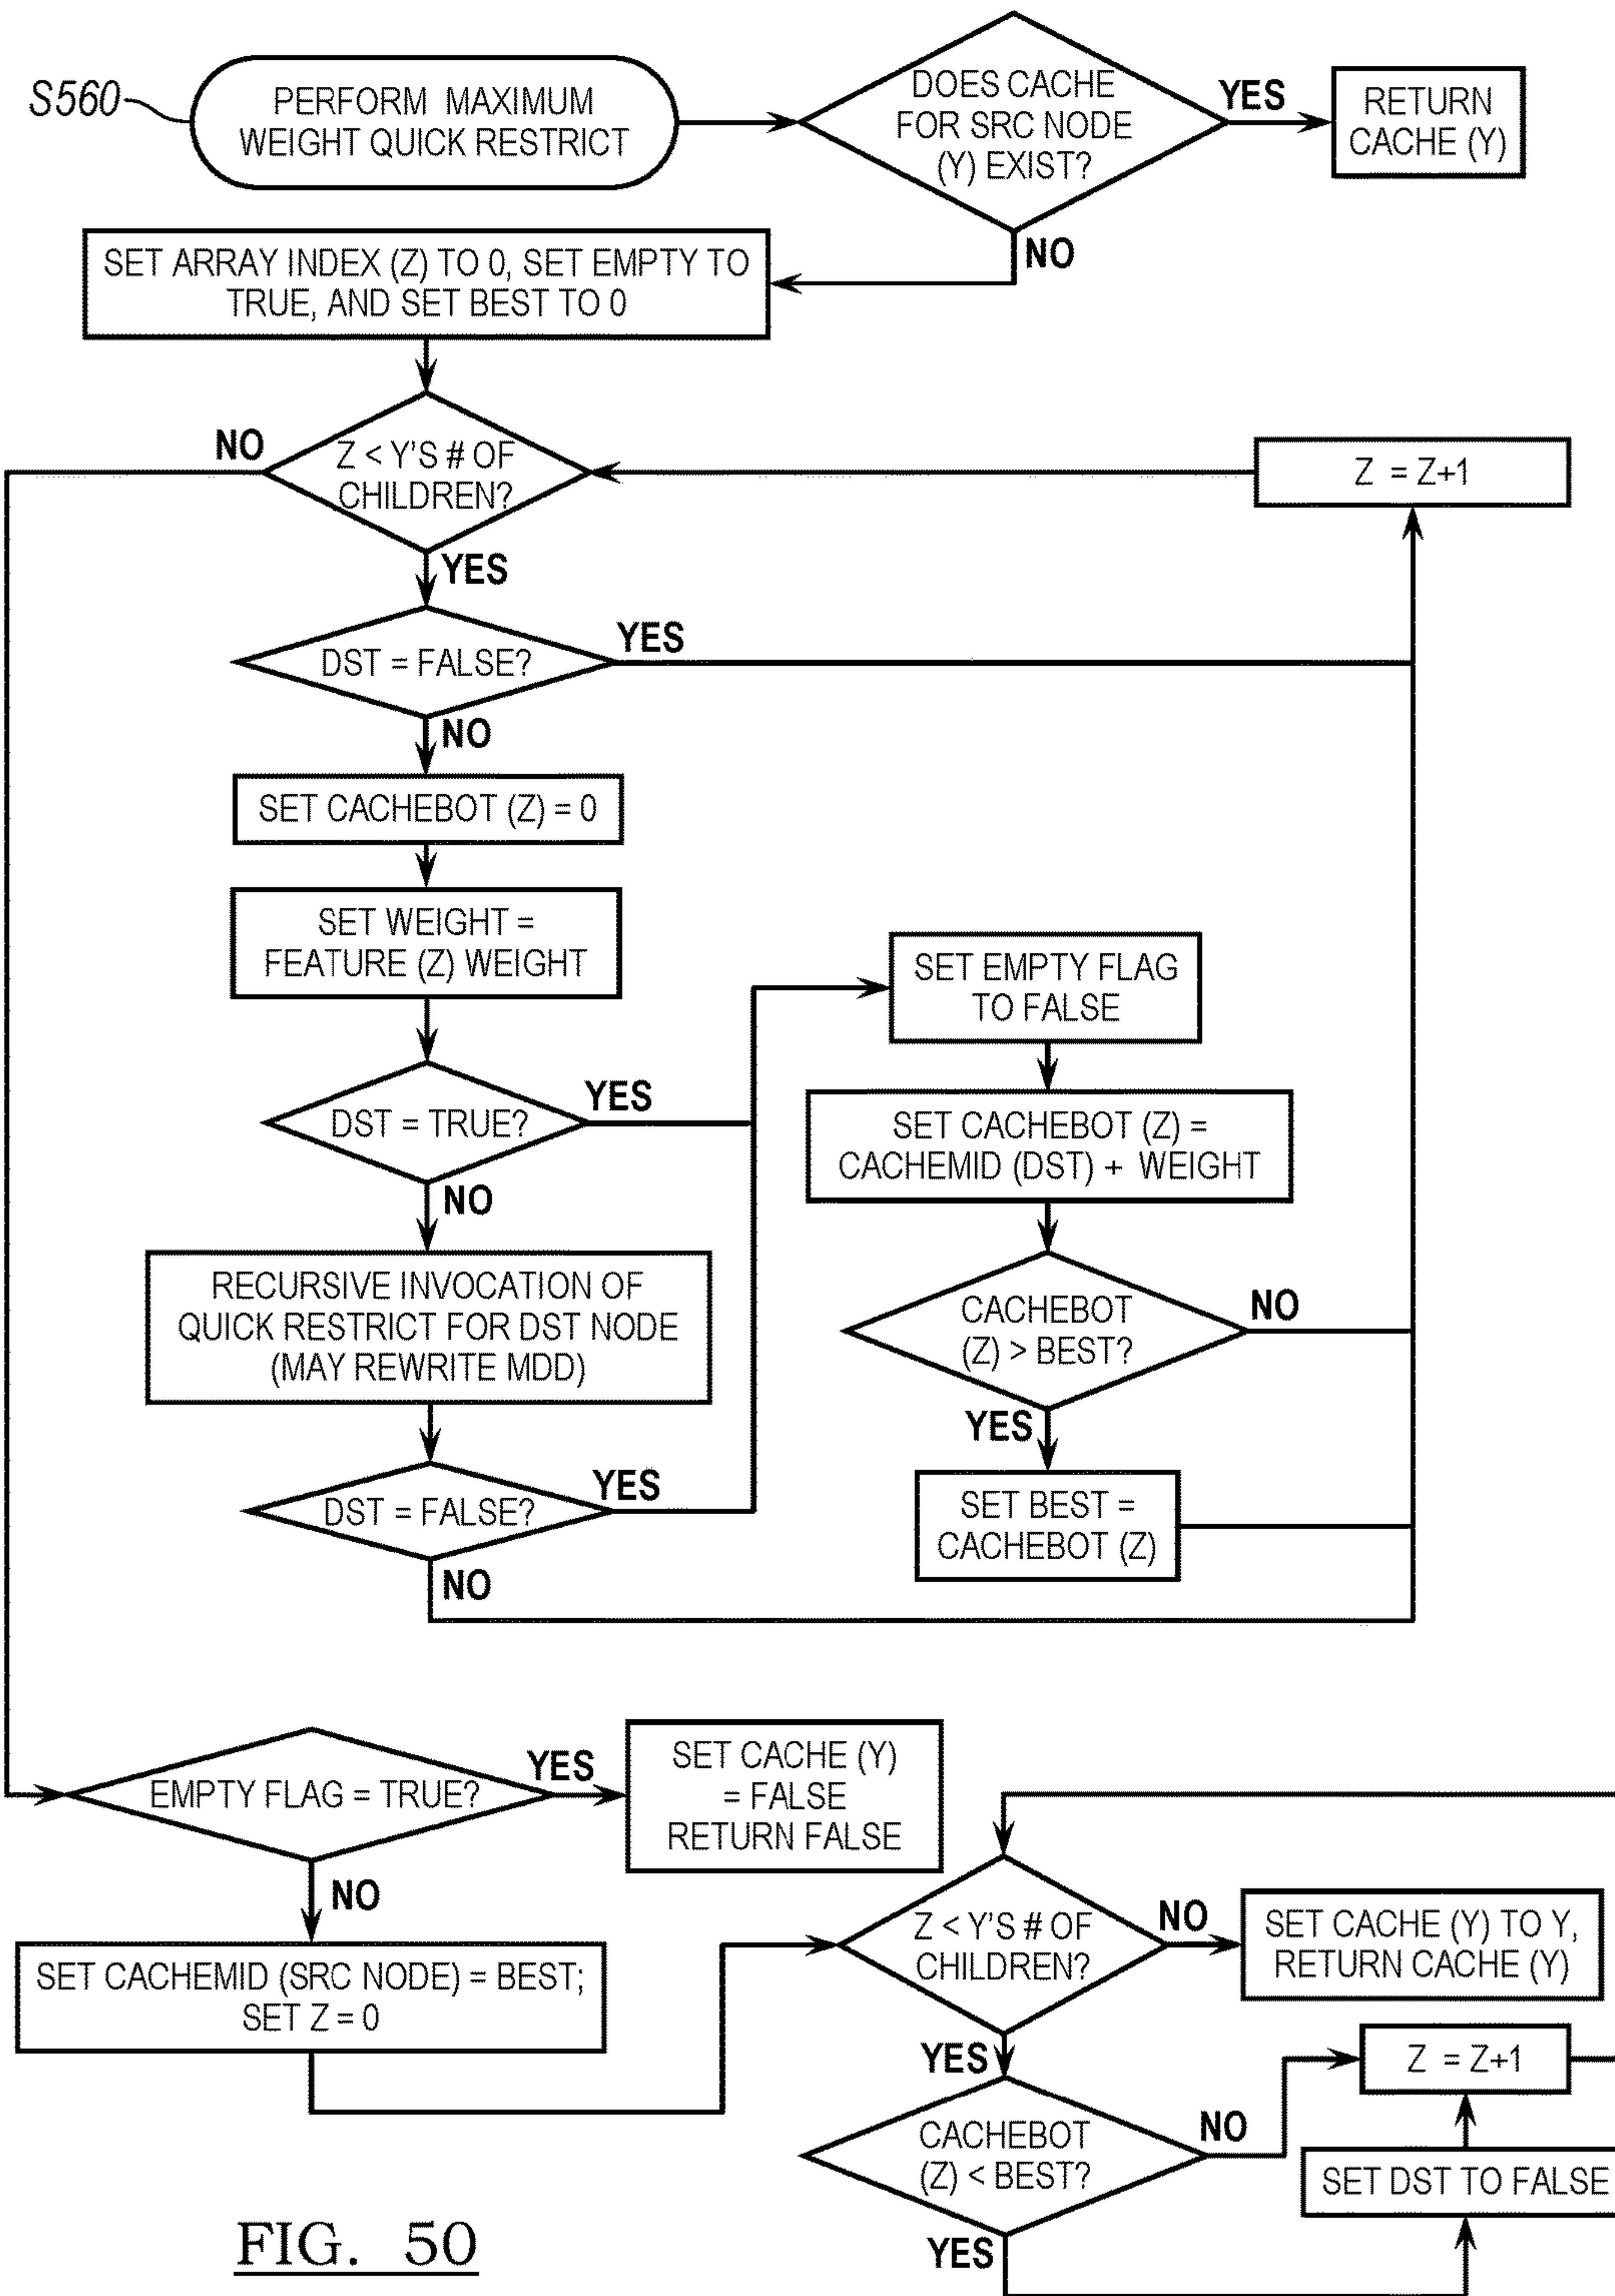 S560
PERFORM MAXIMUM
WEIGHT QUICK RESTRICT
DOES CACHE
FOR SRC NODE
(Y) EXIST?
YES
RETURN
CACHE (Y)
NO
SET ARRAY INDEX (Z) TO 0, SET EMPTY TO
TRUE, AND SET BEST TO 0
NO
Z < Y'S # OF
CHILDREN?
Z = Z+1
YES
DST = FALSE?
YES
NO
SET CACHEBOT (Z) = 0
SET WEIGHT =
FEATURE (Z) WEIGHT
SET EMPTY FLAG
TO FALSE
DST = TRUE?
YES
SET CACHEBOT (Z) =
CACHEMID (DST) + WEIGHT
NO
RECURSIVE INVOCATION OF
QUICK RESTRICT FOR DST NODE
(MAY REWRITE MDD)
CACHEBOT
(Z) > BEST?
NO
YES
DST = FALSE?
YES
SET BEST =
CACHEBOT (Z)
NO
EMPTY FLAG = TRUE?
YES
SET CACHE (Y)
= FALSE
RETURN FALSE
NO
Z < Y'S # OF
CHILDREN?
NO
SET CACHE (Y) TO Y,
RETURN CACHE (Y)
SET CACHEMID (SRC NODE) = BEST;
SET Z = 0
YES
Z = Z+1
CACHEBOT
(Z) < BEST?
NO
SET DST TO FALSE
YES
FIG. 50